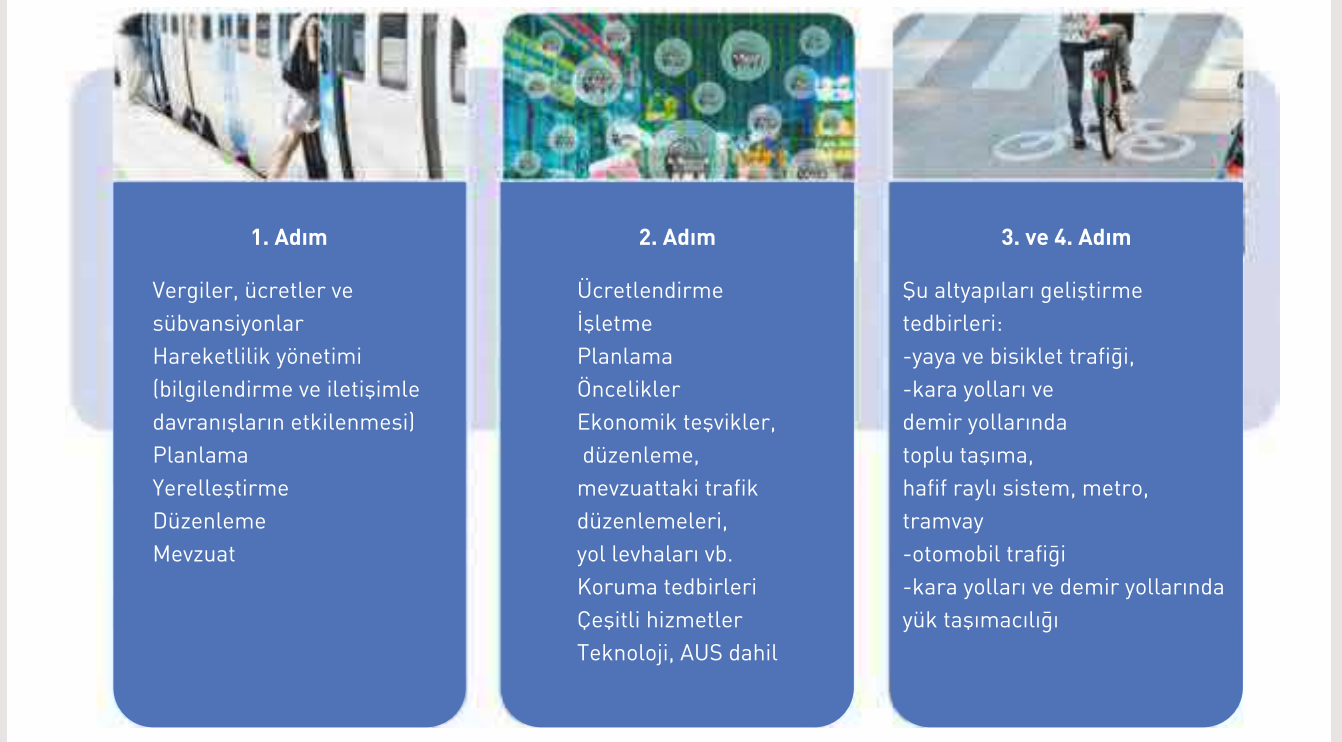 1. Adım
Vergiler, ücretler ve
sübvansiyonlar
Hareketlilik yönetimi
(bilgilendirme ve iletişimle
davranışların etkilenmesi)
Planlama
Yerelleştirme
Düzenleme
Mevzuat
2. Adım
Ücretlendirme
İşletme
Planlama
Öncelikler
Ekonomik teşvikler,
düzenleme,
mevzuattaki trafik
düzenlemeleri,
yol levhaları vb.
Koruma tedbirleri
Çeşitli hizmetler
Teknoloji, AUS dahil
3. ve 4. Adım
Şu altyapıları geliştirme
tedbirleri:
-yaya ve bisiklet trafiği,
-kara yolları ve
demir yollarında
toplu taşıma,
hafif raylı sistem, metro,
tramvay
-otomobil trafiği
-kara yolları ve demir yollarında
yük taşımacılığı